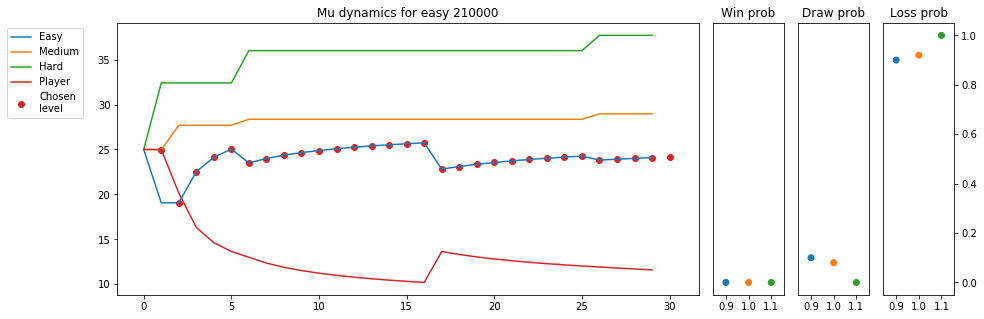 Mu dynamics for easy 210000
Win prob
Draw prob
Loss prob
Easy
Medium
Hard
Player
Chosen
level
35
30
25
20
15
10
0
5
10
15
20
25
30
0.9
1.0
1.1
0.9
1.0
1.1
0.9
1.0
1.1
1.0
0.8
0.6
0.4
0.2
0.0